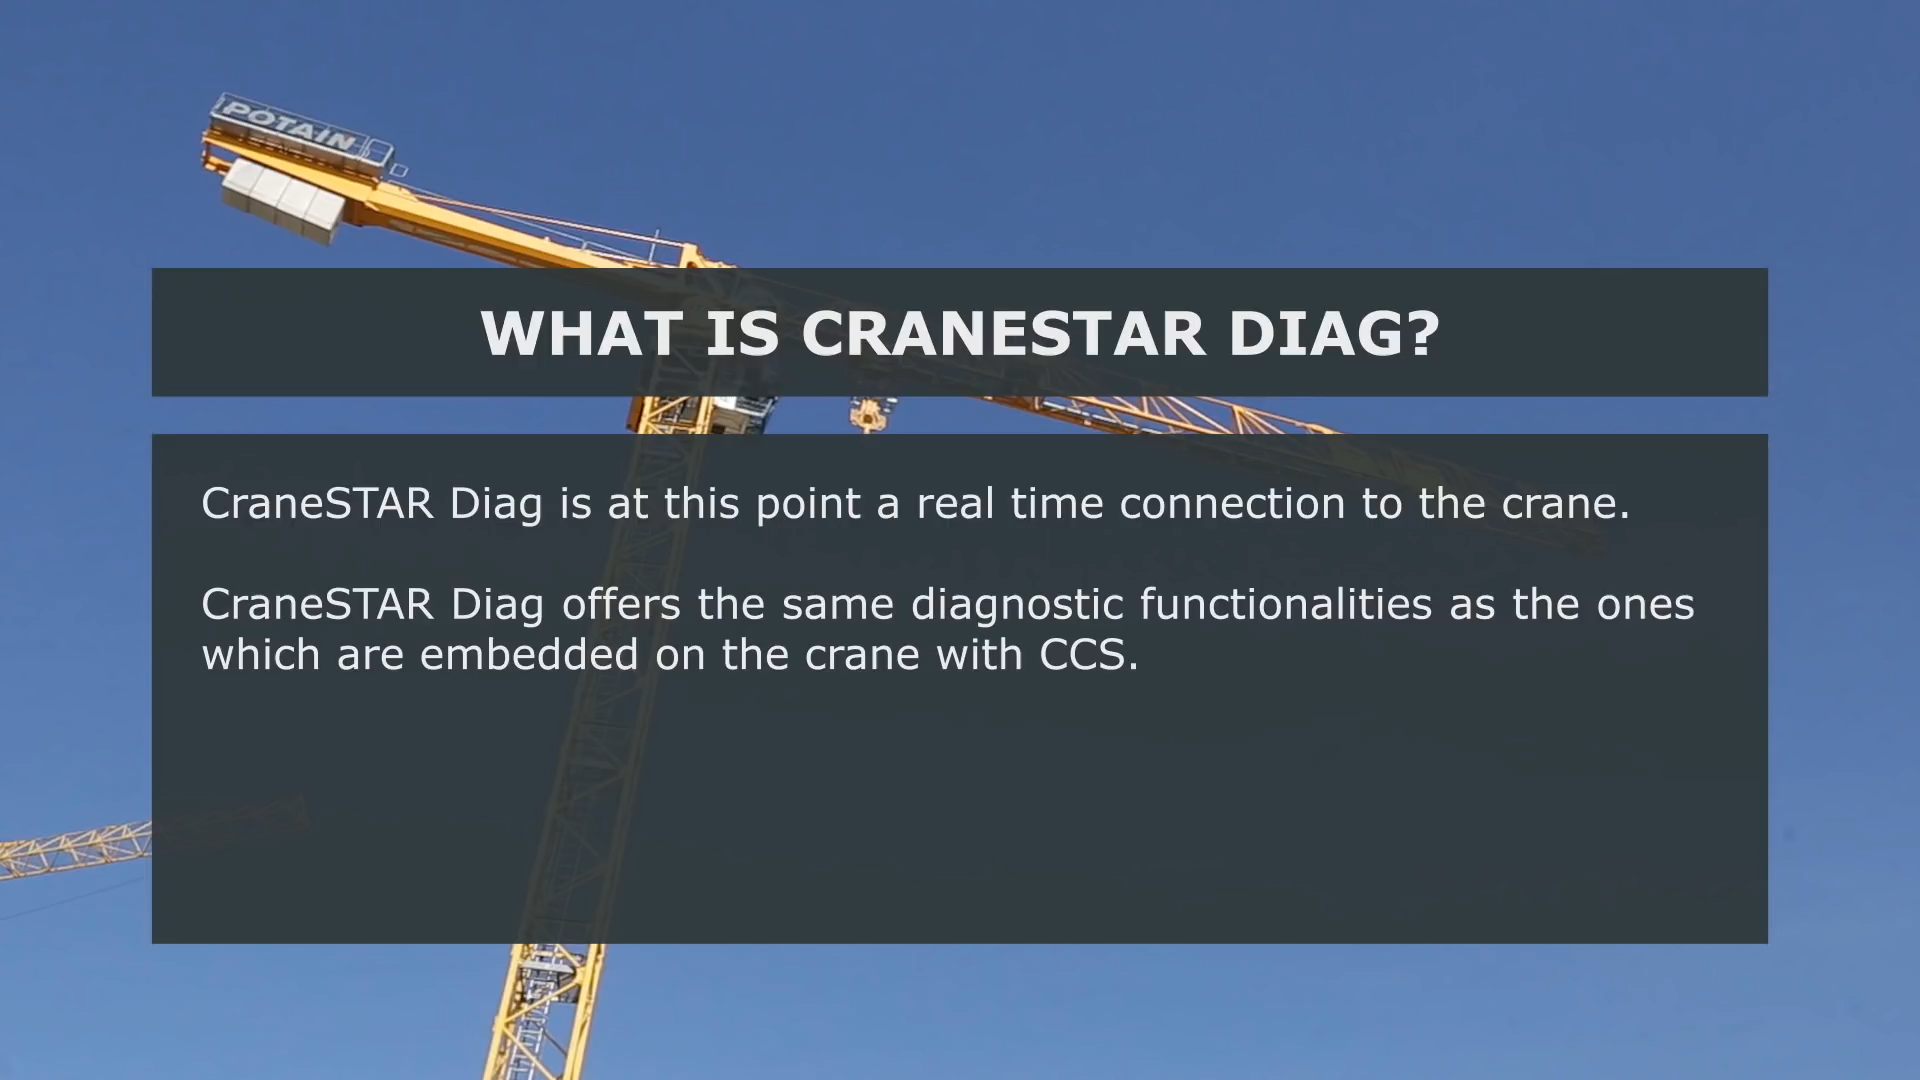 POTAIN
WHAT IS CRANESTAR DIAG?
CraneSTAR Diag is at this point a real time connection to the crane.
CraneSTAR Diag offers the same diagnostic functionalities as the ones
which are embedded on the crane with CCS.